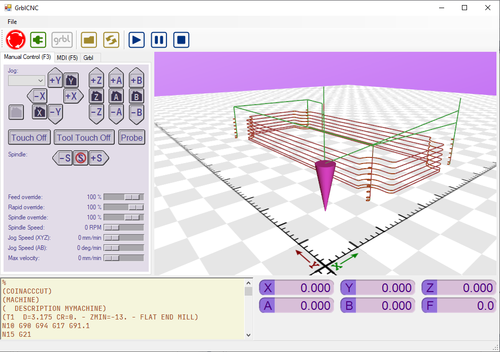 GrblCNC
File
grbl
Manual Control (F3) MDI (F5) Grbl
Jog:
+Y Y +Z +A +B
-X +X Z A B
X -Y -Z -A -B
Touch Off Tool Touch Off Probe
Spindle: -S S +S
Feed override: 100 %
Rapid override: 100 %
Spindle override: 100 %
Spindle Speed: 0 RPM
Jog Speed (XYZ): 0 mm/min
Jog Speed (AB): 0 deg/min
Max velocity: 0 mm/min
%
(COINACCCUT)
(MACHINE)
( DESCRIPTION MYMACHINE)
(T1 D=3.175 CR=0. - ZMIN=-13. - FLAT END MILL)
N10 G90 G94 G17 G91.1
N15 G21
X 0.000 Y 0.000 Z 0.000
A 0.000 B 0.000 F 0.0